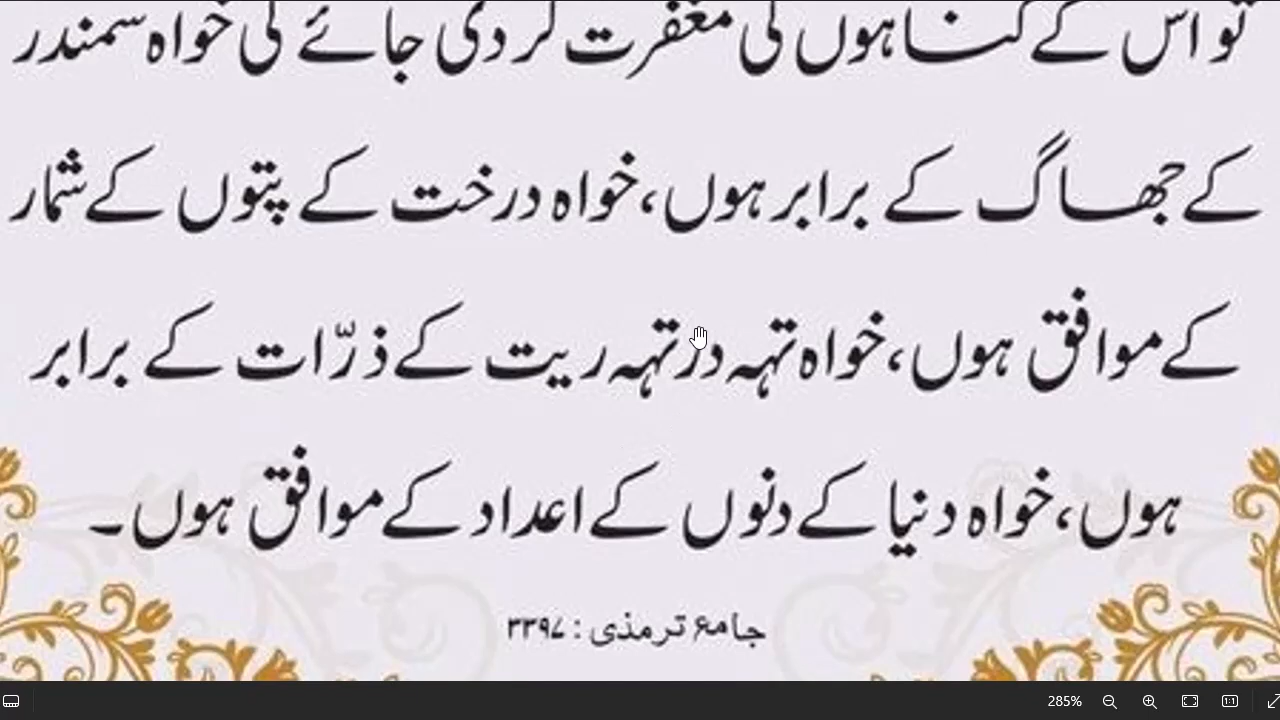 تو اس کے گناہوں کی مغفرت کر دی جائے گی خواہ سمندر
کے جھاگ کے برابر ہوں، خواہ درخت کے پتوں کے شمار
کے موافق ہوں، خواہ تہہ در تہہ ریت کے ذرّات کے برابر
ہوں، خواہ دنیا کے دنوں کے اعداد کے موافق ہوں۔
جامع ترمذی : ۳۳۹۷
285%
1:1